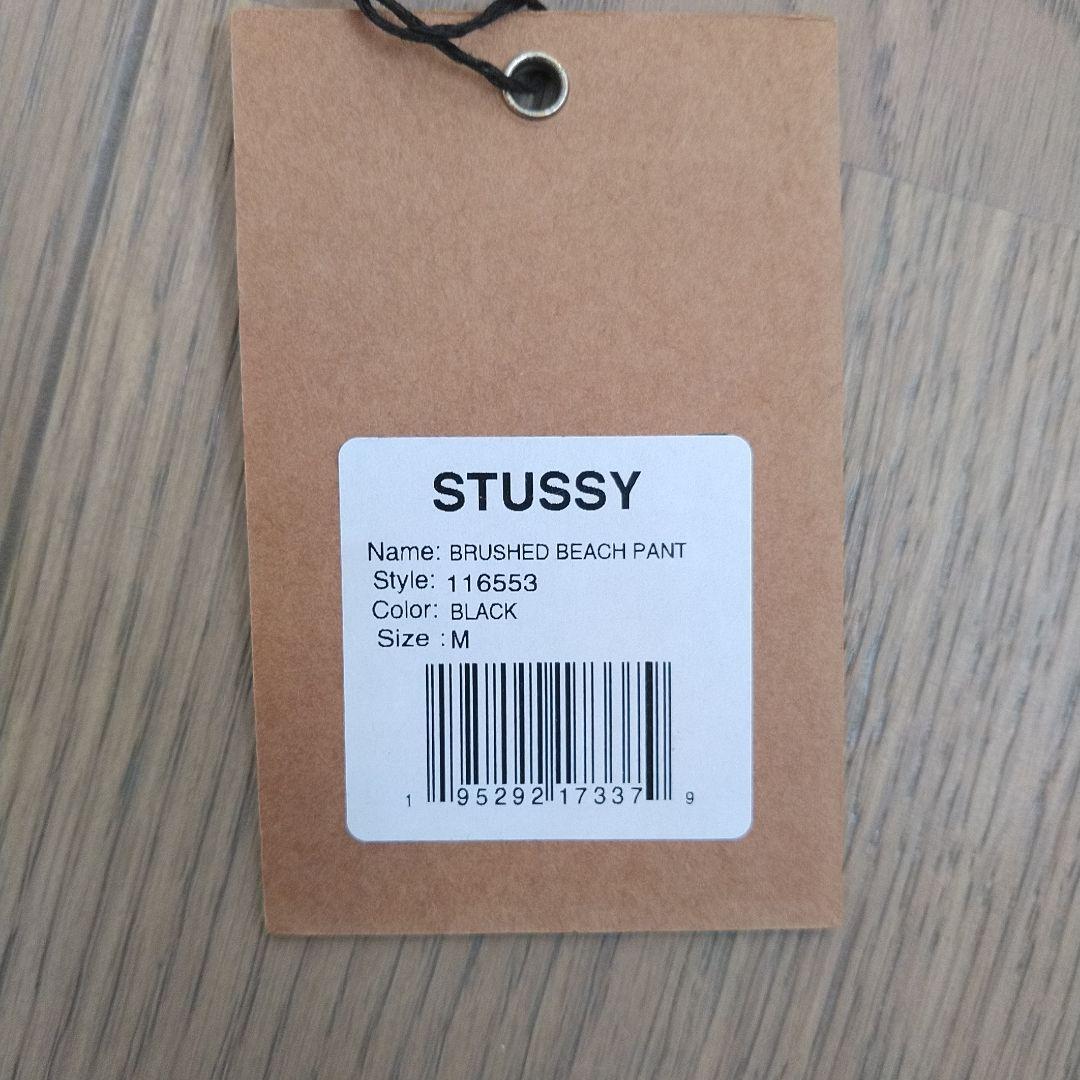 STUSSY
Name: BRUSHED BEACH PANT
Style: 116553
Color: BLACK
Size : M
1 95292 17337 9